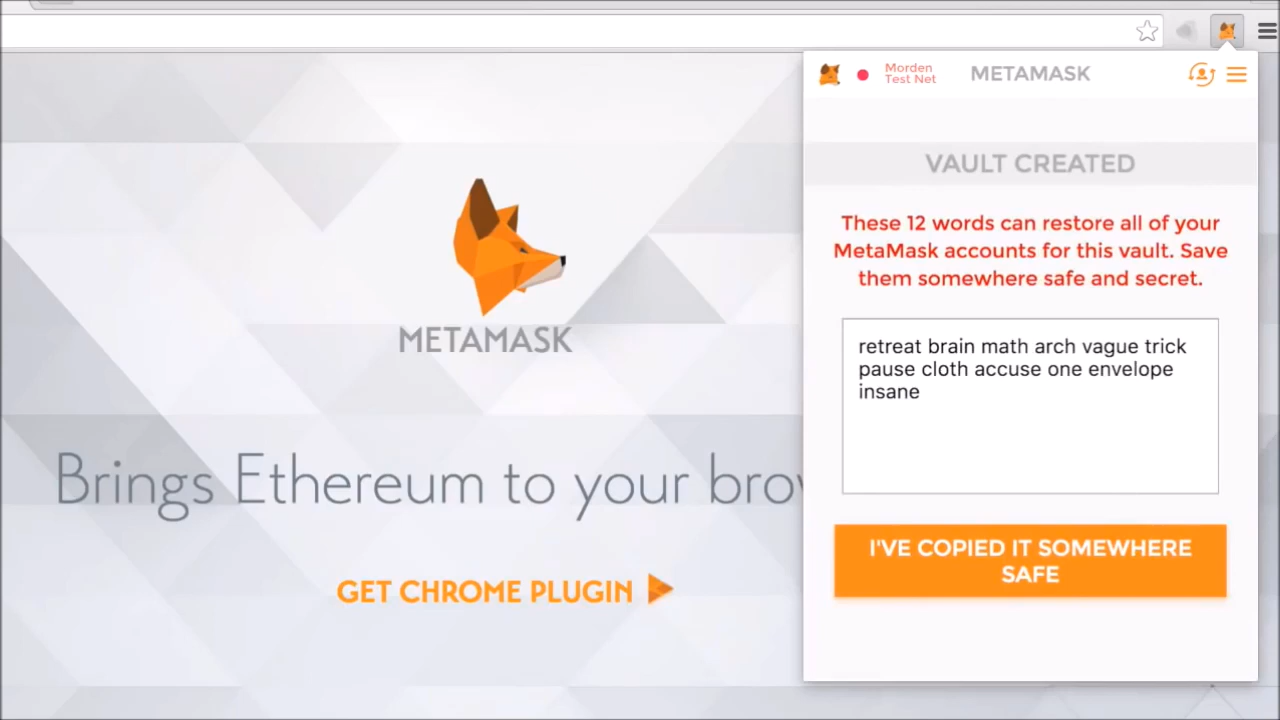 METAMASK
Brings Ethereum to your
GET CHROME PLUGIN
Morden
Test Net
METAMASK
VAULT CREATED
These 12 words can restore all of your
MetaMask accounts for this vault. Save
them somewhere safe and secret.
retreat brain math arch vague trick
pause cloth accuse one envelope
insane
I'VE COPIED IT SOMEWHERE
SAFE